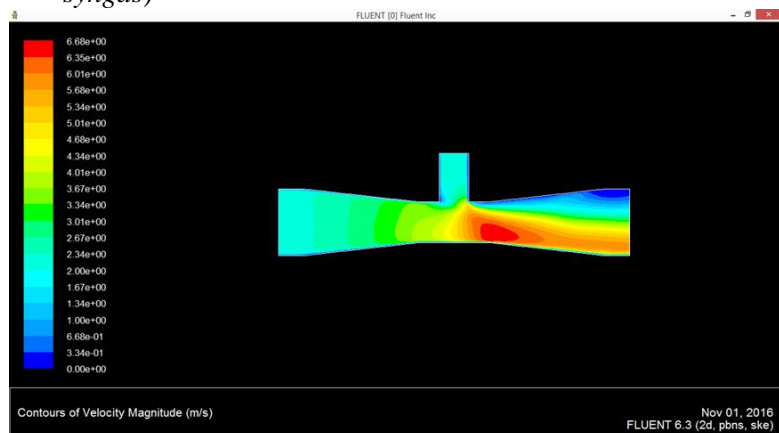 syngas)
FLUENT [0] Fluent Inc
6.68e+00
6.35e+00
6.01e+00
5.68e+00
5.34e+00
5.01e+00
4.68e+00
4.34e+00
4.01e+00
3.67e+00
3.34e+00
3.01e+00
2.67e+00
2.34e+00
2.00e+00
1.67e+00
1.34e+00
1.00e+00
6.68e-01
3.34e-01
0.00e+00
Contours of Velocity Magnitude (m/s)
Nov 01, 2016
FLUENT 6.3 (2d, pbns, ske)